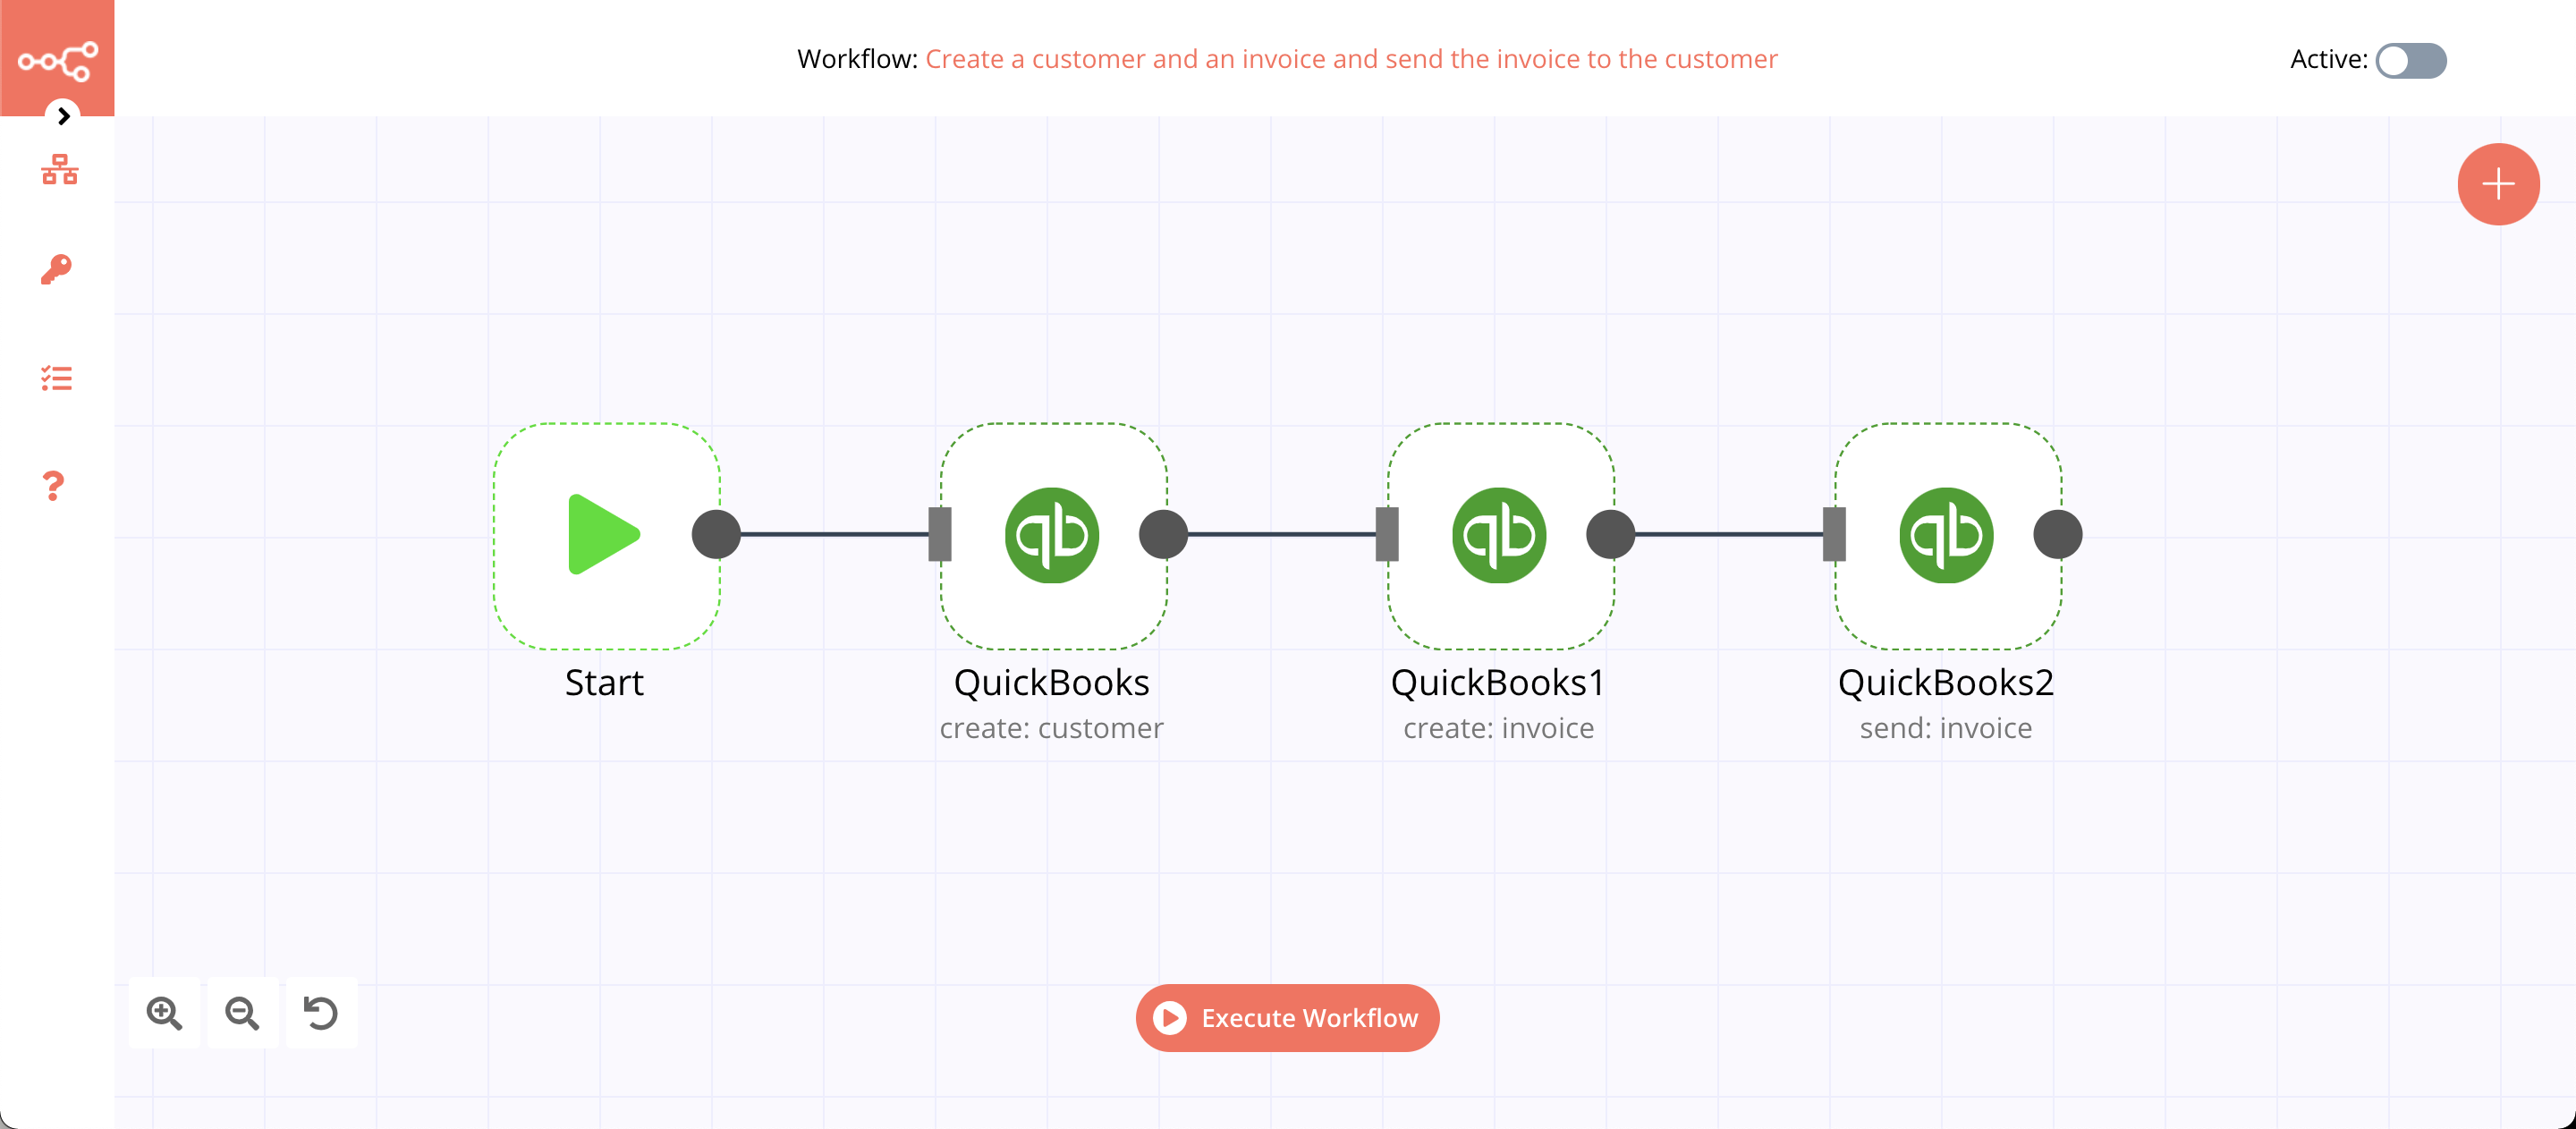 Workflow: Create a customer and an invoice and send the invoice to the customer
Active:
Start
QuickBooks
create: customer
QuickBooks1
create: invoice
QuickBooks2
send: invoice
Execute Workflow